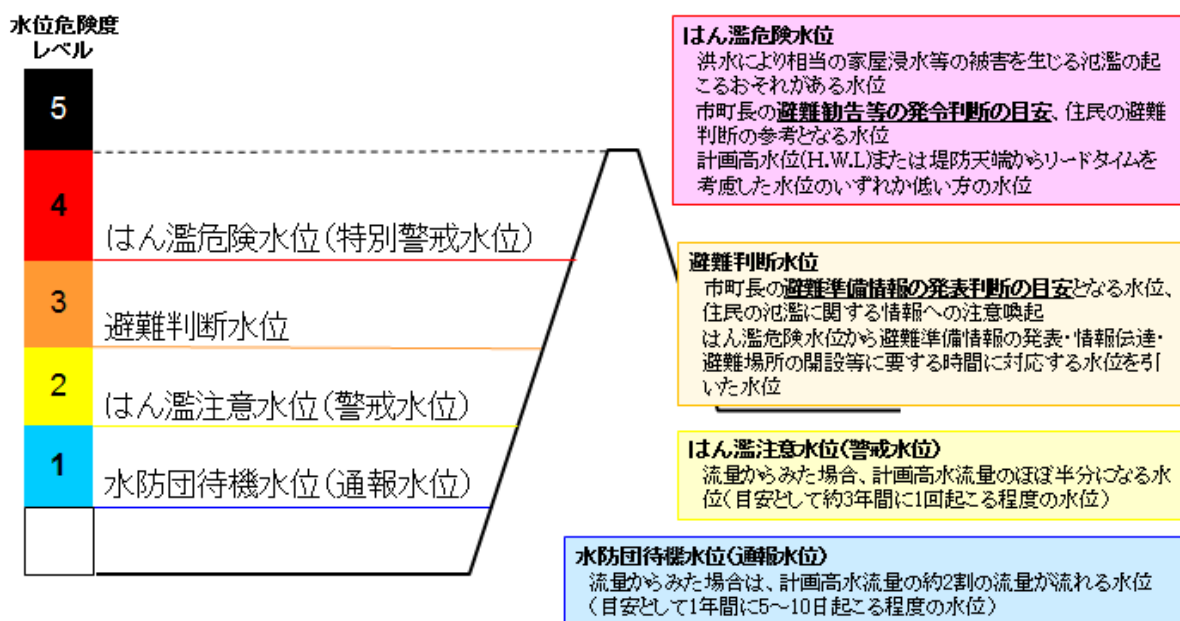 水位危険度
レベル
5
4
はん濫危険水位(特別警戒水位)
3
避難判断水位
2
はん濫注意水位(警戒水位)
1
水防団待機水位(通報水位)
はん濫危険水位
洪水により相当の家屋浸水等の被害を生じる氾濫の起
こるおそれがある水位
市町長の避難勧告等の発令判断の目安、住民の避難
判断の参考となる水位
計画高水位(H.W.L)または堤防天端からリードタイムを
考慮した水位のいずれか低い方の水位
避難判断水位
市町長の避難準備情報の発表判断の目安となる水位、
住民の氾濫に関する情報への注意喚起
はん濫危険水位から避難準備情報の発表・情報伝達・
避難場所の開設等に要する時間に対応する水位を引
いた水位
はん濫注意水位(警戒水位)
流量からみた場合、計画高水流量のほぼ半分になる水
位(目安として約3年間に1回起こる程度の水位)
水防団待機水位(通報水位)
流量からみた場合は、計画高水流量の約2割の流量が流れる水位
(目安として1年間に5～10日起こる程度の水位)